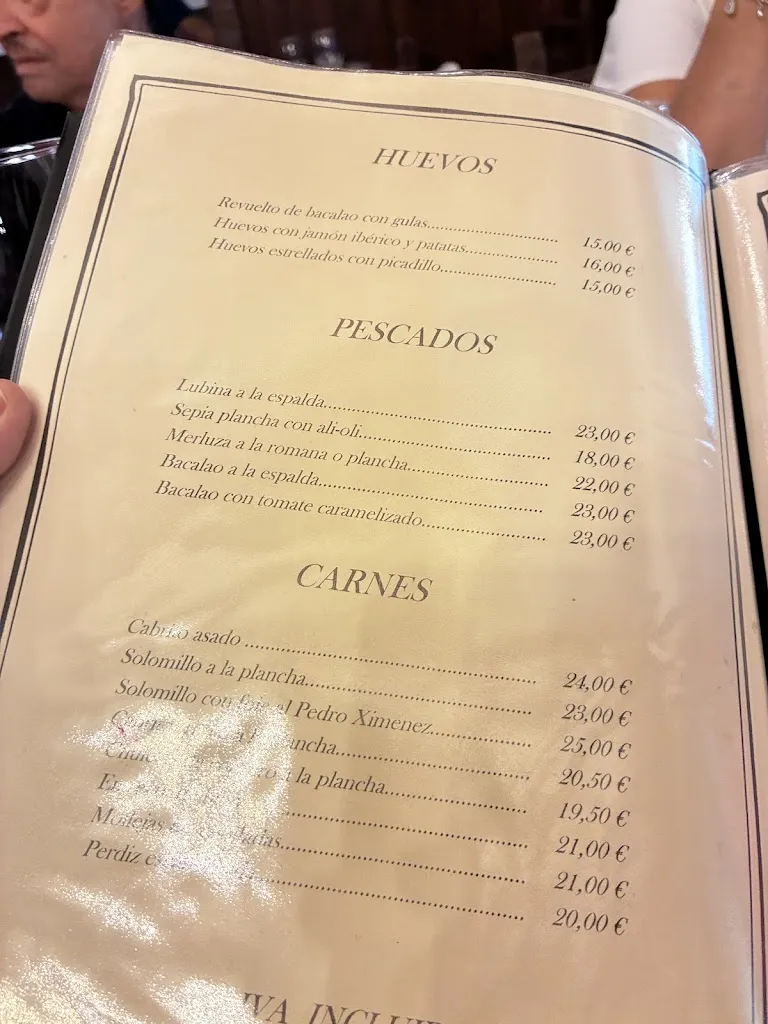 HUEVOS
Revuelto de bacalao con gulas 15,00 €
Huevos con jamón ibérico y patatas 16,00 €
Huevos estrellados con picadillo 15,00 €
PESCADOS
Lubina a la espalda 23,00 €
Sepia plancha con ali-oli 18,00 €
Merluza a la romana o plancha 22,00 €
Bacalao a la espalda 23,00 €
Bacalao con tomate caramelizado 23,00 €
CARNES
Cabrito asado 24,00 €
Solomillo a la plancha 23,00 €
Solomillo con foie al Pedro Ximenez 25,00 €
plancha 20,50 €
a la plancha 19,50 €
21,00 €
Mollejas 21,00 €
Perdiz 20,00 €
IVA